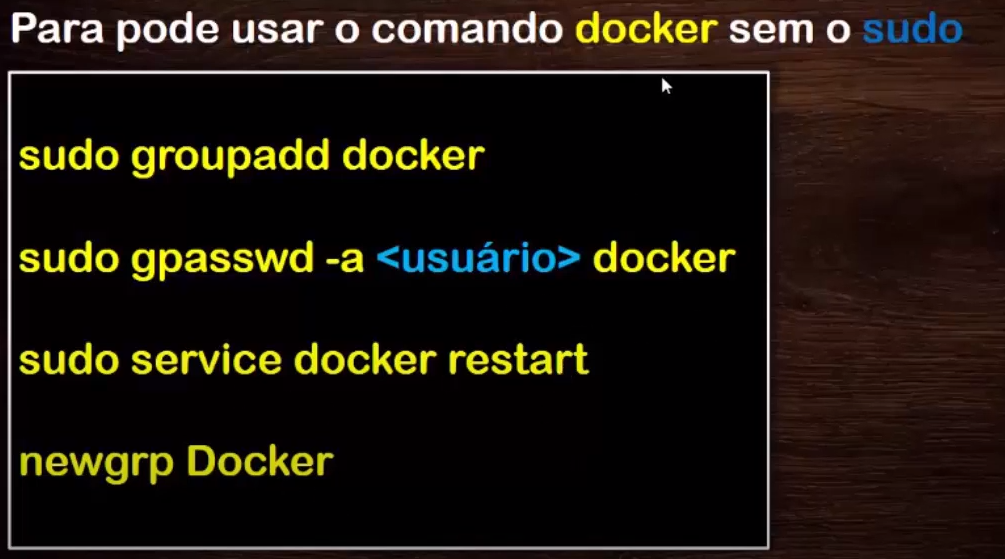 Para pode usar o comando docker sem o sudo
sudo groupadd docker
sudo gpasswd -a <usuário> docker
sudo service docker restart
newgrp Docker